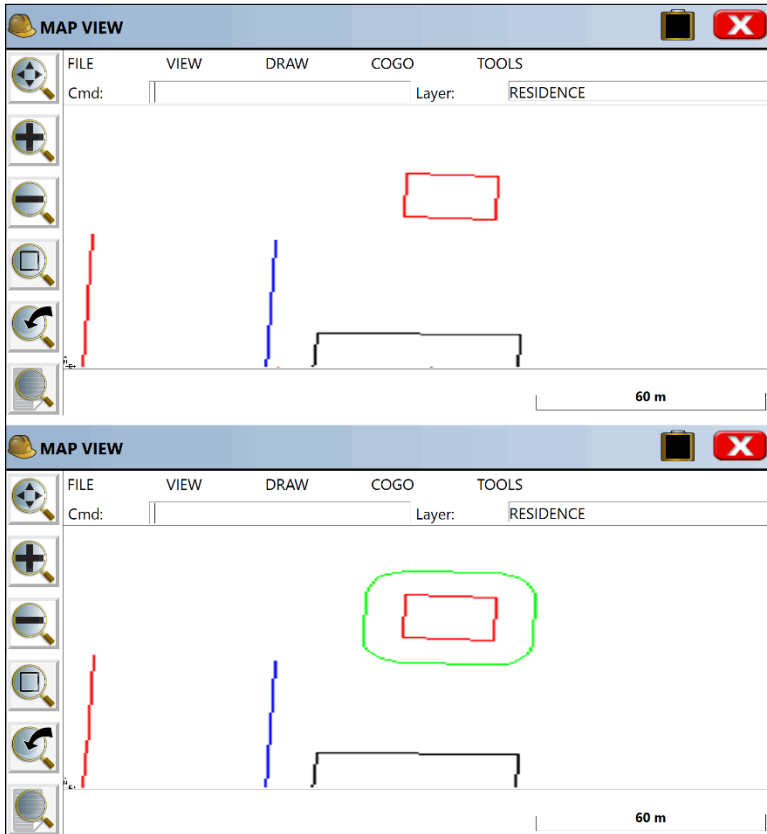 MAP VIEW
FILE VIEW DRAW COGO TOOLS
Cmd: Layer: RESIDENCE
60 m
MAP VIEW
FILE VIEW DRAW COGO TOOLS
Cmd: Layer: RESIDENCE
60 m